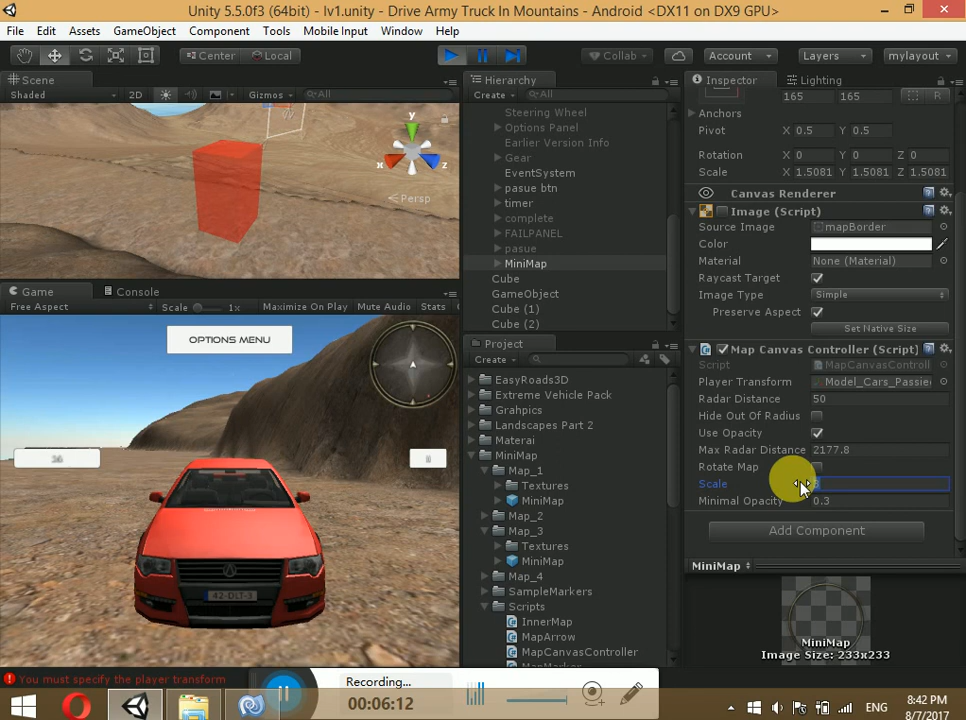 Unity 5.5.0f3 (64bit) - lv1.unity - Drive Army Truck In Mountains - Android <DX11 on DX9 GPU>
File Edit Assets GameObject Component Tools Mobile Input Window Help
Center Local Collab Account Layers mylayout
Scene
Shaded 2D Gizmos All
y
x z
Persp
Game Console
Free Aspect Scale 1x Maximize On Play Mute Audio Stats
OPTIONS MENU
42-DLT-3
You must specify the player transform
Hierarchy
Create All
Steering Wheel
Options Panel
Earlier Version Info
Gear
EventSystem
pasue btn
timer
complete
FAILPANEL
pasue
MiniMap
Cube
GameObject
Cube (1)
Cube (2)
Project
Create
EasyRoads3D
Extreme Vehicle Pack
Grahpics
Landscapes Part 2
Materai
MiniMap
Map_1
Textures
MiniMap
Map_2
Map_3
Textures
MiniMap
Map_4
SampleMarkers
Scripts
InnerMap
MapArrow
MapCanvasController
MapMarker
Inspector Lighting
165 165 R
Anchors
Pivot X 0.5 Y 0.5
Rotation X 0 Y 0 Z 0
Scale X 1.5081 Y 1.5081 Z 1.5081
Canvas Renderer
Image (Script)
Source Image mapBorder
Color
Material None (Material)
Raycast Target
Image Type Simple
Preserve Aspect
Set Native Size
Map Canvas Controller (Script)
Script MapCanvasControll
Player Transform Model_Cars_Passie
Radar Distance 50
Hide Out Of Radius
Use Opacity
Max Radar Distance 2177.8
Rotate Map
Scale
Minimal Opacity 0.3
Add Component
MiniMap
MiniMap
Image Size: 233x233
Recording...
00:06:12
ENG
8:42 PM
8/7/2017